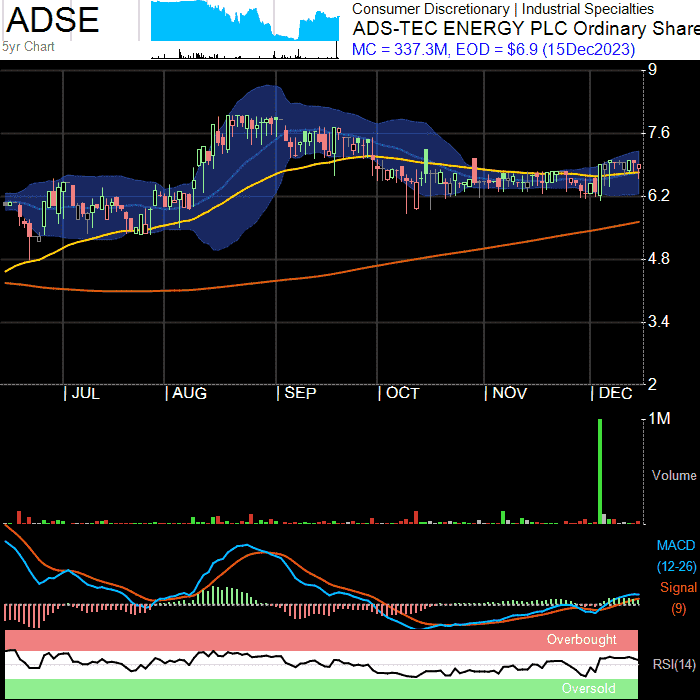 ADSE
5yr Chart
Consumer Discretionary | Industrial Specialties
ADS-TEC ENERGY PLC Ordinary Share
MC = 337.3M, EOD = $6.9 (15Dec2023)
9
7.6
6.2
4.8
3.4
2
| JUL | AUG | SEP | OCT | NOV | DEC
1M
Volume
MACD
(12-26)
Signal
(9)
Overbought
RSI(14)
Oversold